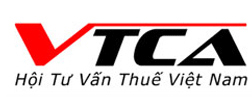 VTCA
Hội Tư Vấn Thuế Việt Nam